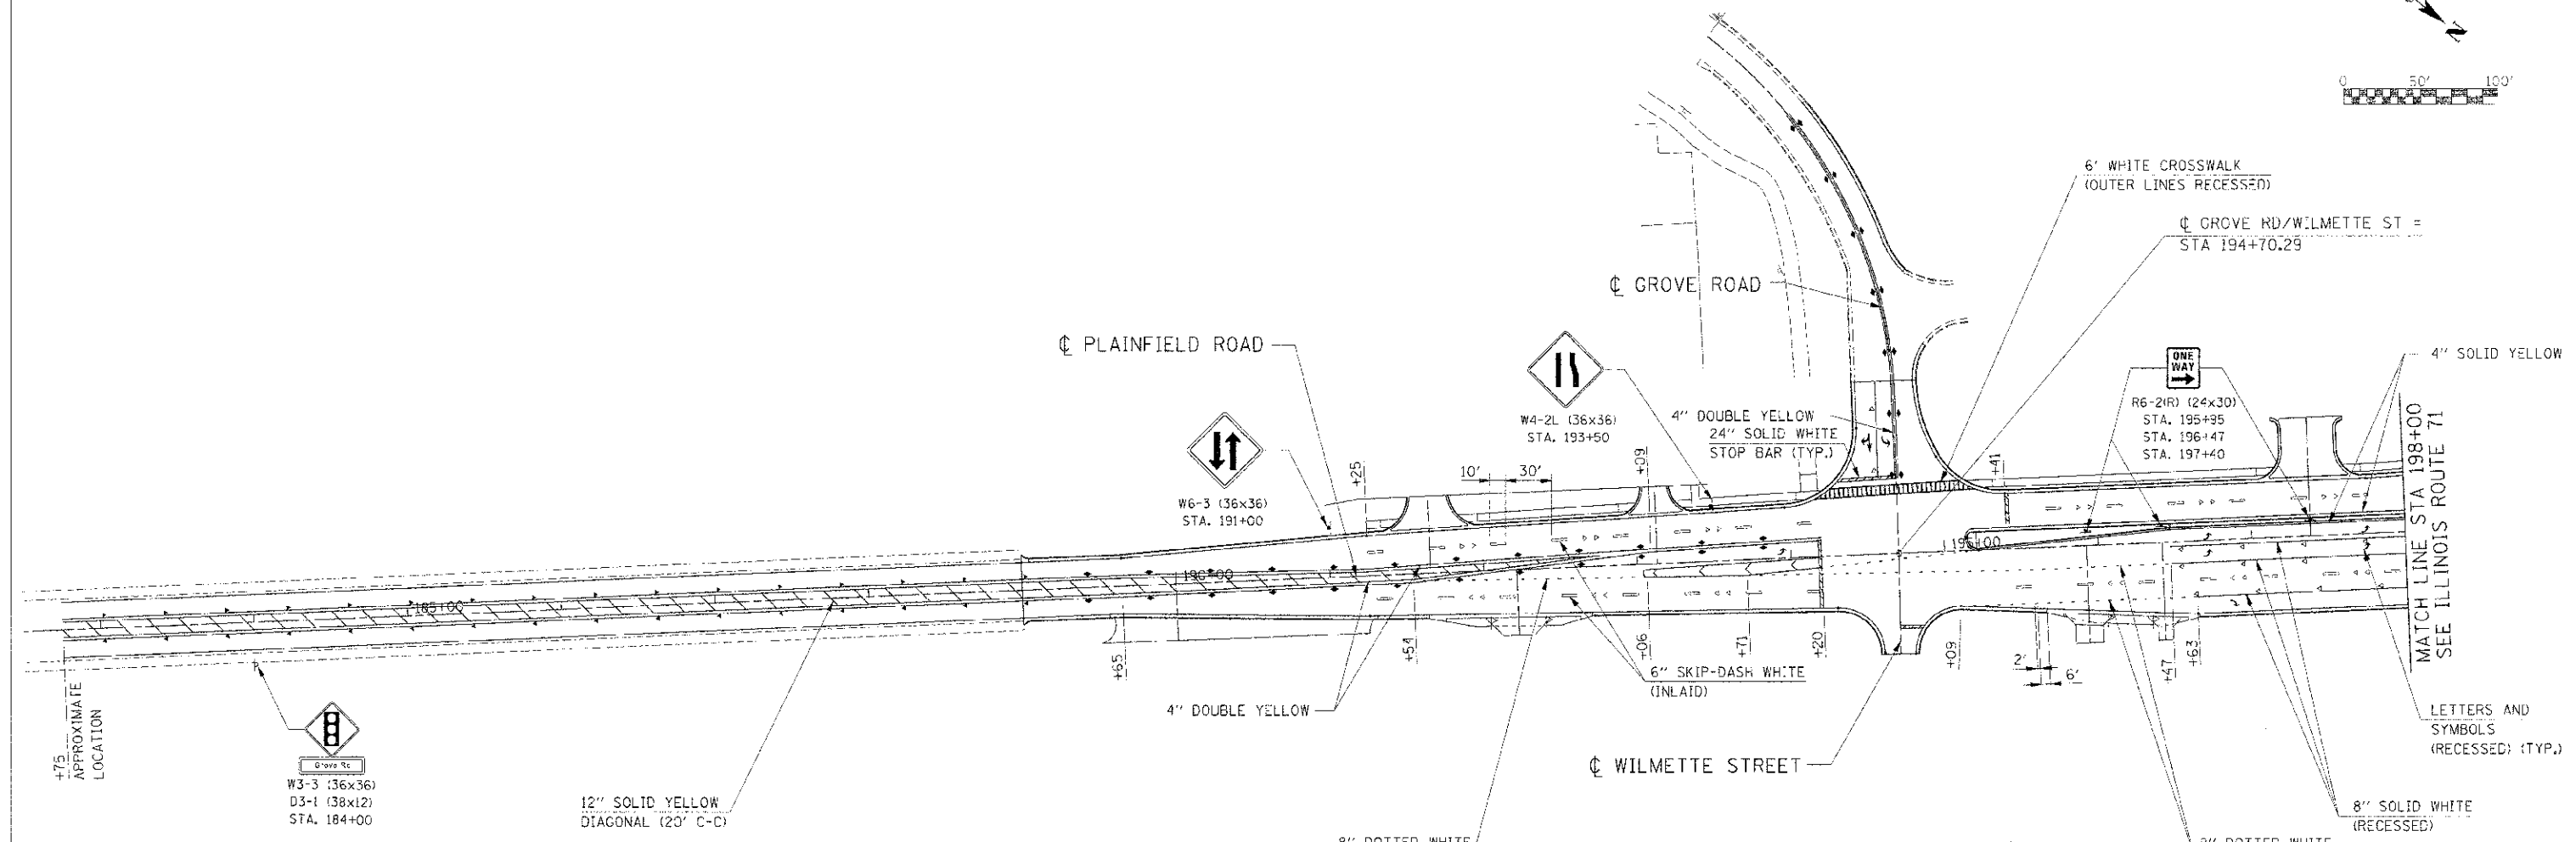 N
0 50' 100'
6' WHITE CROSSWALK
(OUTER LINES RECESSED)
℄ GROVE RD/WILMETTE ST =
STA 194+70.29
℄ GROVE ROAD
℄ PLAINFIELD ROAD
W6-3 (36x36)
STA. 191+00
W4-2L (36x36)
STA. 193+50
4" DOUBLE YELLOW
24" SOLID WHITE
STOP BAR (TYP.)
ONE
WAY
R6-2(R) (24x30)
STA. 195+95
STA. 196+47
STA. 197+40
4" SOLID YELLOW
MATCH LINE STA 198+00
SEE ILLINOIS ROUTE 71
+25
10'
30'
+09
+41
185+00
190+00
195+00
+75
APPROXIMATE
LOCATION
Grove Rd
W3-3 (36x36)
D3-1 (38x12)
STA. 184+00
12" SOLID YELLOW
DIAGONAL (20' C-C)
+65
+54
4" DOUBLE YELLOW
+06
+71
+20
6" SKIP-DASH WHITE
(INLAID)
℄ WILMETTE STREET
+09
2'
6'
+47
+63
LETTERS AND
SYMBOLS
(RECESSED) (TYP.)
8" SOLID WHITE
(RECESSED)
8" DOTTED WHITE
DOTTED WHITE